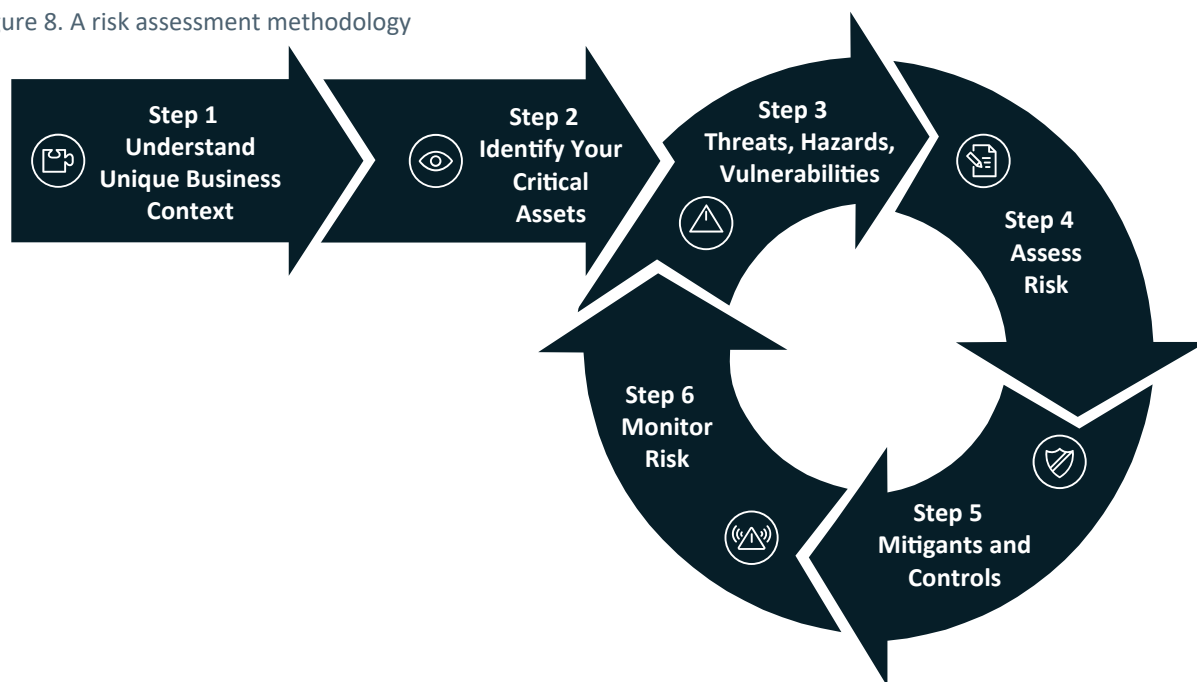 ure 8. A risk assessment methodology
Step 1
Understand
Unique Business
Context
Step 2
Identify Your
Critical
Assets
Step 3
Threats, Hazards,
Vulnerabilities
Step 4
Assess
Risk
Step 5
Mitigants and
Controls
Step 6
Monitor
Risk